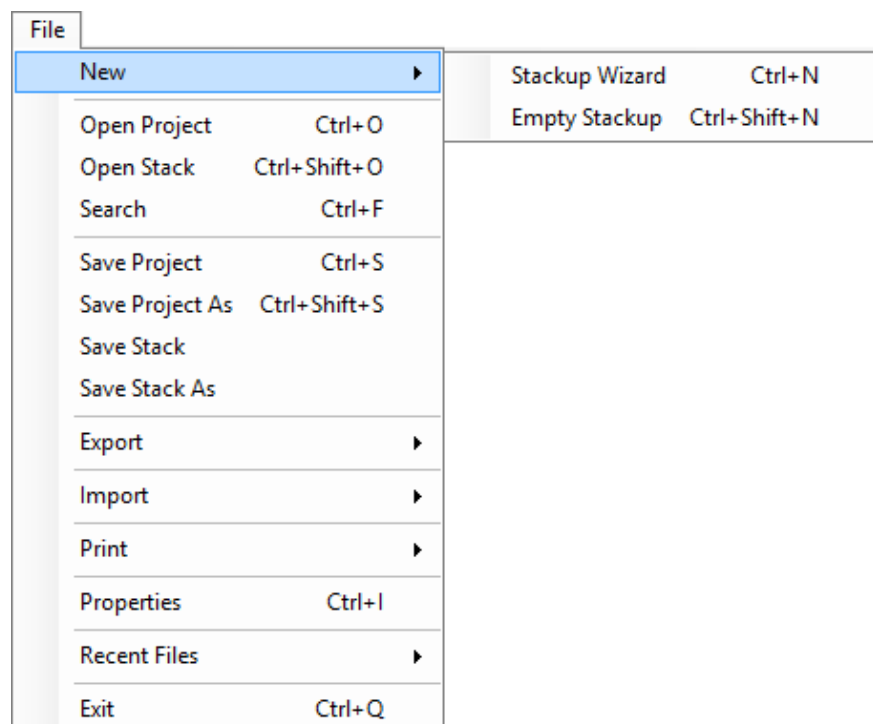 File
New
Stackup Wizard Ctrl+N
Empty Stackup Ctrl+Shift+N
Open Project Ctrl+O
Open Stack Ctrl+Shift+O
Search Ctrl+F
Save Project Ctrl+S
Save Project As Ctrl+Shift+S
Save Stack
Save Stack As
Export
Import
Print
Properties Ctrl+I
Recent Files
Exit Ctrl+Q